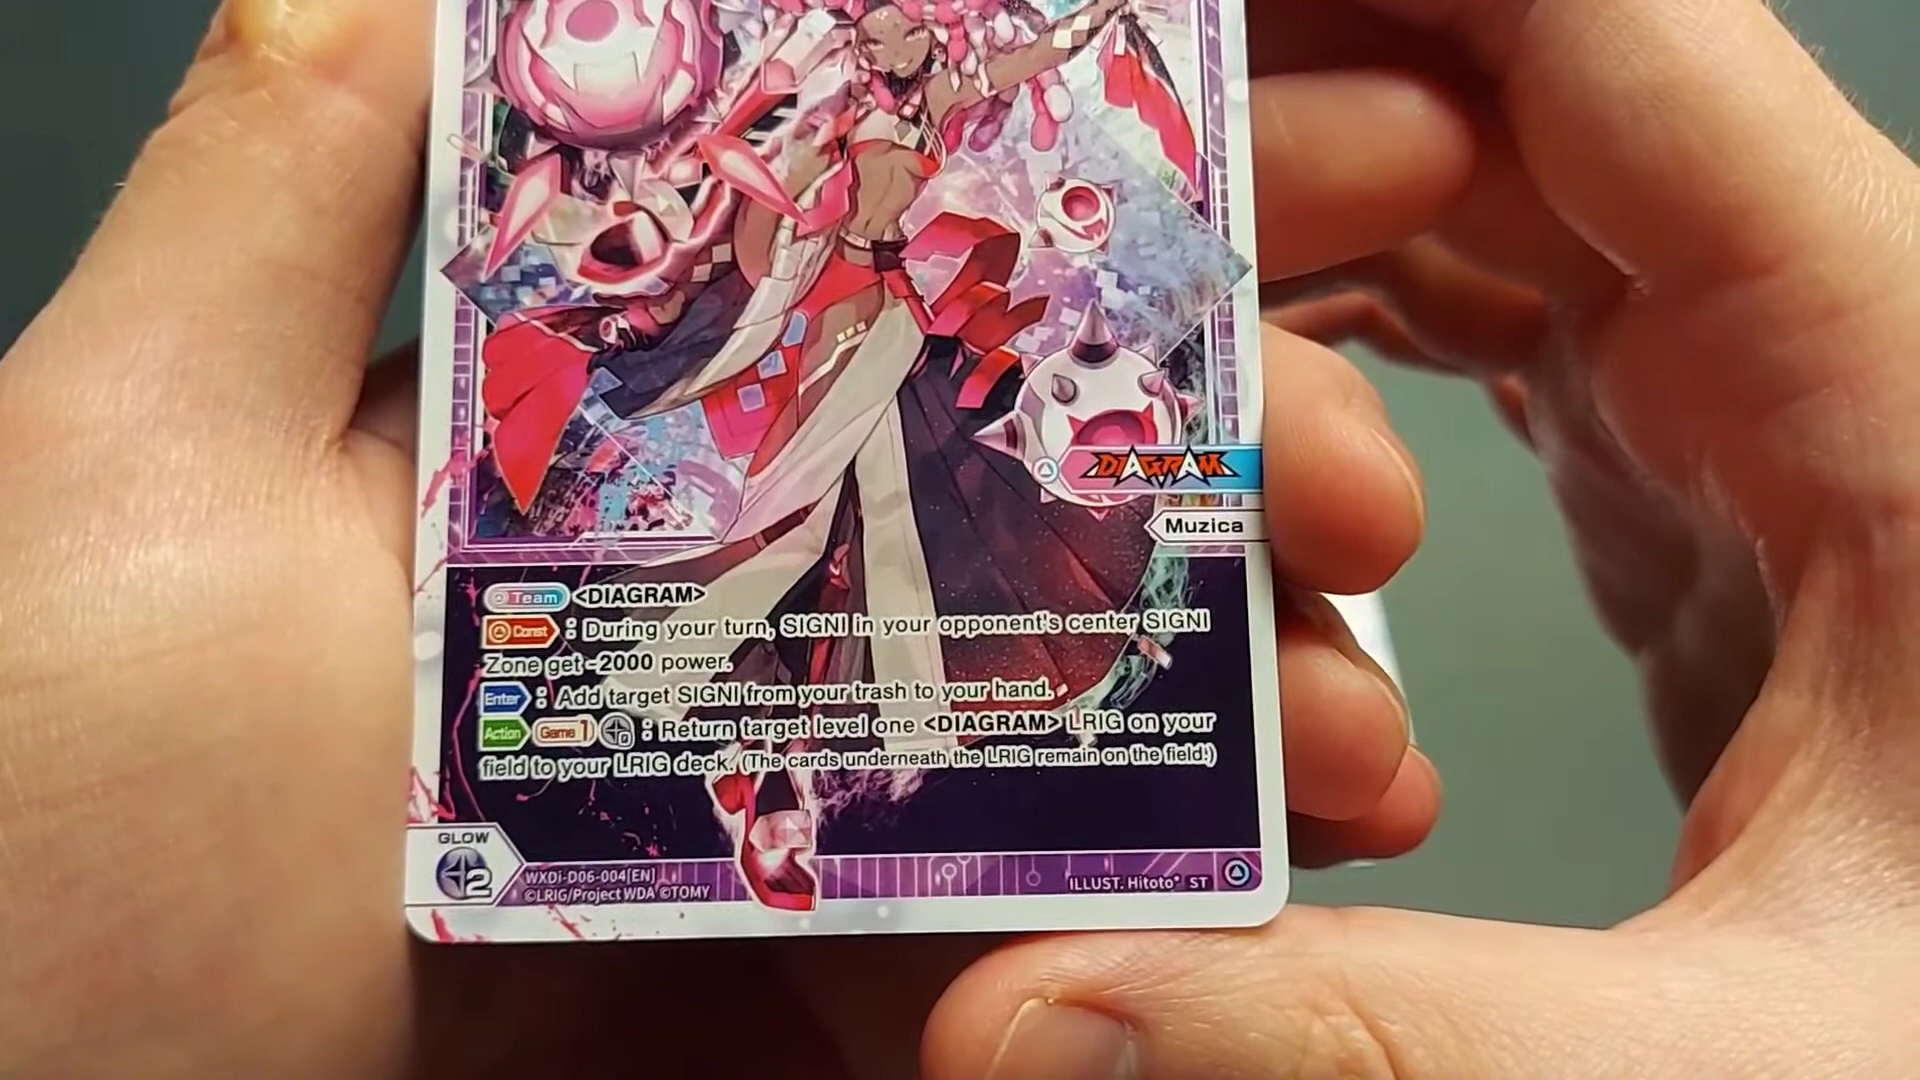 DIAGRAM
Muzica
Team <DIAGRAM>
Const : During your turn, SIGNI in your opponent's center SIGNI
Zone get -2000 power.
Enter : Add target SIGNI from your trash to your hand.
Action Game 1 0 : Return target level one <DIAGRAM> LRIG on your
field to your LRIG deck. (The cards underneath the LRIG remain on the field.)
GLOW
2
WXDi-D06-004[EN]
©LRIG/Project WDA ©TOMY
ILLUST. Hitoto* ST